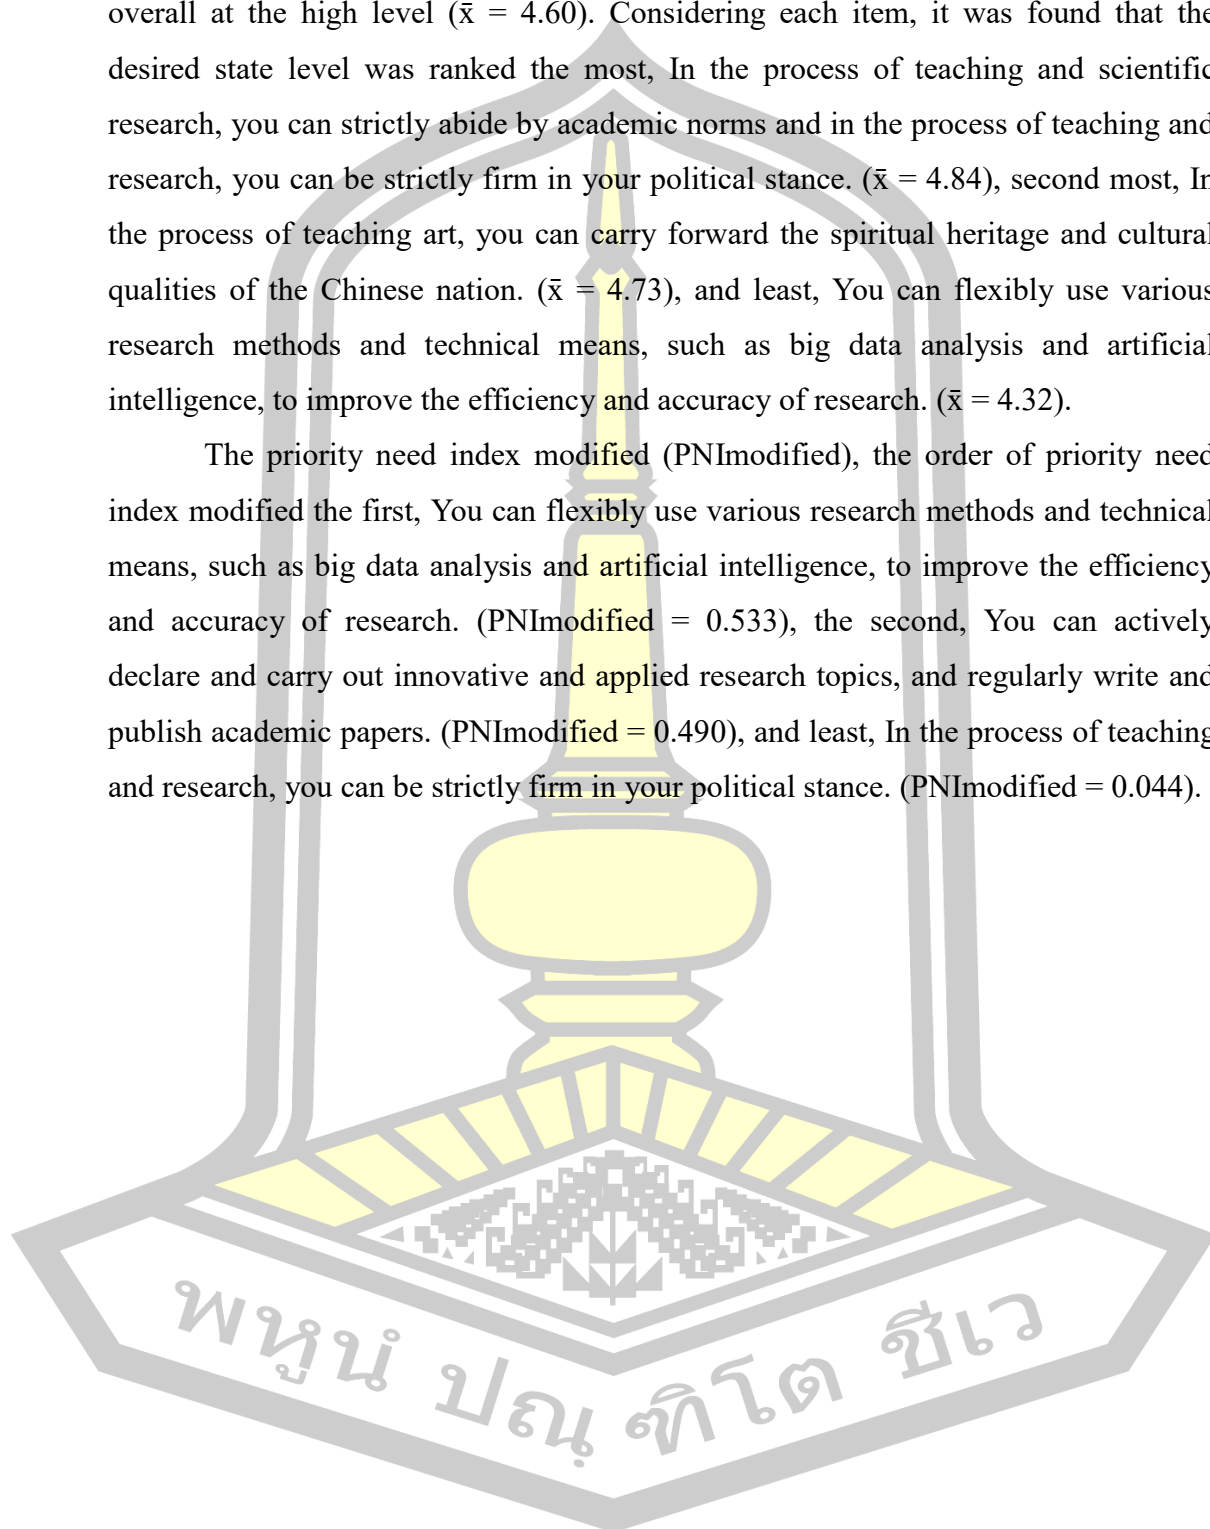 overall at the high level (x̄ = 4.60). Considering each item, it was found that the
desired state level was ranked the most, In the process of teaching and scientific
research, you can strictly abide by academic norms and in the process of teaching and
research, you can be strictly firm in your political stance. (x̄ = 4.84), second most, In
the process of teaching art, you can carry forward the spiritual heritage and cultural
qualities of the Chinese nation. (x̄ = 4.73), and least, You can flexibly use various
research methods and technical means, such as big data analysis and artificial
intelligence, to improve the efficiency and accuracy of research. (x̄ = 4.32).
The priority need index modified (PNImodified), the order of priority need
index modified the first, You can flexibly use various research methods and technical
means, such as big data analysis and artificial intelligence, to improve the efficiency
and accuracy of research. (PNImodified = 0.533), the second, You can actively
declare and carry out innovative and applied research topics, and regularly write and
publish academic papers. (PNImodified = 0.490), and least, In the process of teaching
and research, you can be strictly firm in your political stance. (PNImodified = 0.044).
พหูนํ ปณฺฑิโต ชีเว